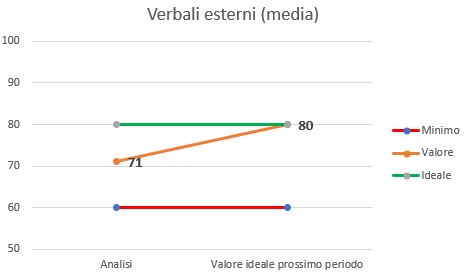 Verbali esterni (media)
100
90
80
70
60
50
71
80
Analisi
Valore ideale prossimo periodo
Minimo
Valore
Ideale